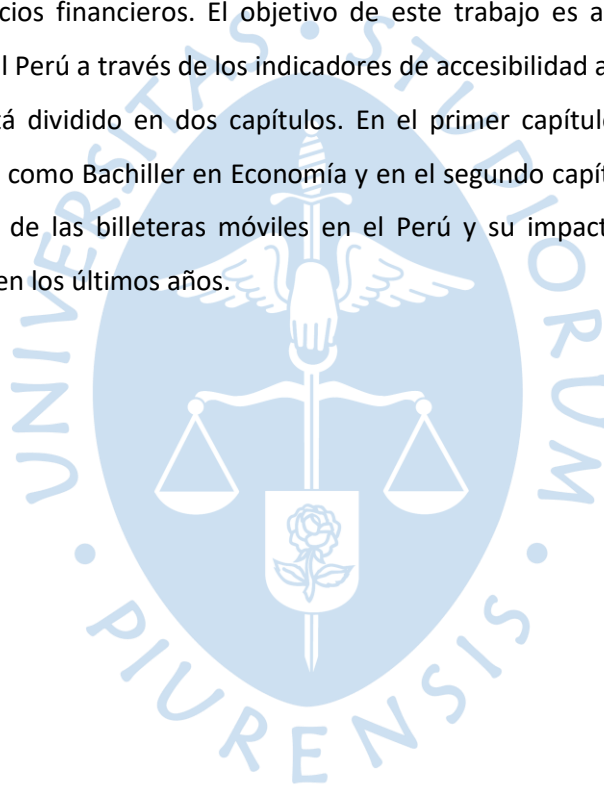 cios financieros. El objetivo de este trabajo es a
l Perú a través de los indicadores de accesibilidad a
á dividido en dos capítulos. En el primer capítul
como Bachiller en Economía y en el segundo capít
de las billeteras móviles en el Perú y su impact
en los últimos años.
UNIVERSITAS • STUDIORUM • PIURENSIS •